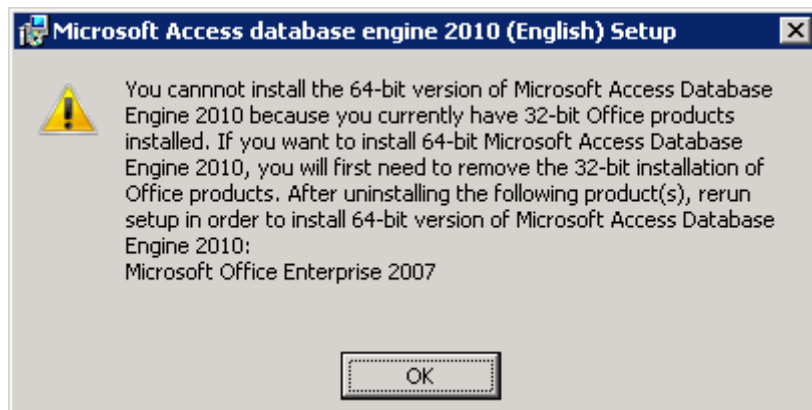 Microsoft Access database engine 2010 (English) Setup
You cannnot install the 64-bit version of Microsoft Access Database
Engine 2010 because you currently have 32-bit Office products
installed. If you want to install 64-bit Microsoft Access Database
Engine 2010, you will first need to remove the 32-bit installation of
Office products. After uninstalling the following product(s), rerun
setup in order to install 64-bit version of Microsoft Access Database
Engine 2010:
Microsoft Office Enterprise 2007
OK